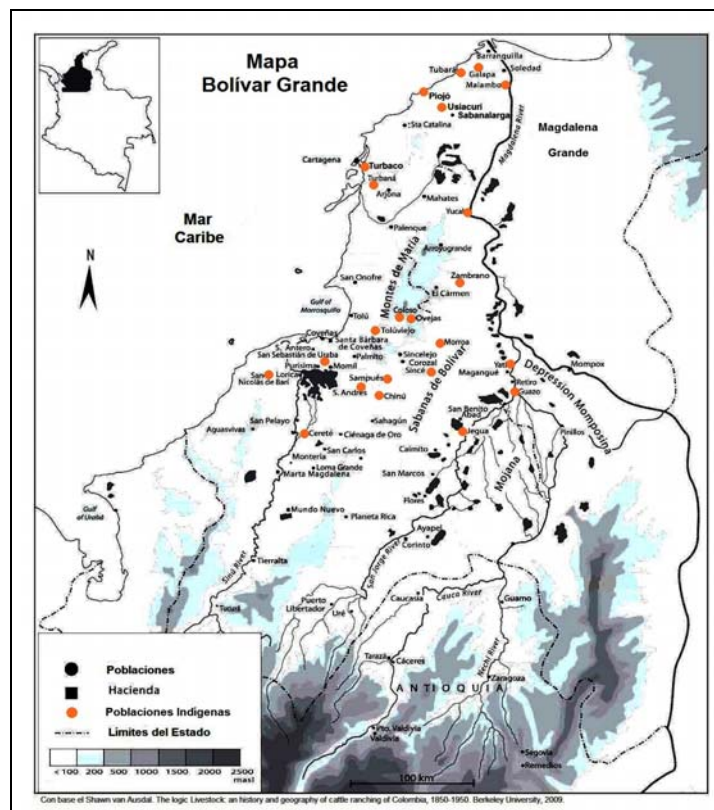 Mapa
Bolívar Grande
Barranquilla
Tubará
Galapa
Soledad
Malambo
Piojó
Usiacurí
Sabanalarga
Sta Catalina
Magdalena River
Magdalena
Grande
Cartagena
Turbaco
Turbaná
Arjona
Mahates
Yucal
Mar
Caribe
Palenque
Arroyogrande
N
Montes de María
Zambrano
San Onofre
El Cármen
Gulf of
Morrosquillo
Tolú
Coloso
Ovejas
Tolúviejo
Coveñas
Santa Bárbara
de Coveñas
Morroa
S. Antero
San Sebastián de Uraba
Palmito
Sincelejo
Corozal
Sincé
Purísima
Momil
San
Nicolas de Bari
Lorica
Sampués
S. Andres
Chinú
Sabanas de Bolívar
Yatí
Magangué
Retiro
Guazo
Mompox
Depression Momposina
San Benito
Abad
Jegua
Pinillos
San Pelayo
Sahagún
Aguasvivas
Cereté
Ciénaga de Oro
Caimito
Mojana
Montería
San Carlos
Loma Grande
Marta Magdalena
San Marcos
Gulf
of Urabá
Flores
Mundo Nuevo
Planeta Rica
Ayapel
Corinto
San Jorge River
Sinú River
Tierralta
Tucurá
Puerto
Libertador
Uré
Caucasia
Cauca River
Guamo
Nechí River
Tarazá
Cáceres
Zaragoza
ANTIOQUIA
Pto. Valdivia
Valdivia
Segovia
Remedios
Poblaciones
Hacienda
Poblaciones Indigenas
Limites del Estado
<100 200 500 1000 1500 2000 2500
masl
100 km
Con base el Shawn van Ausdal. The logic Livestock: an history and geography of cattle ranching of Colombia, 1850-1950. Berkeley University, 2009.